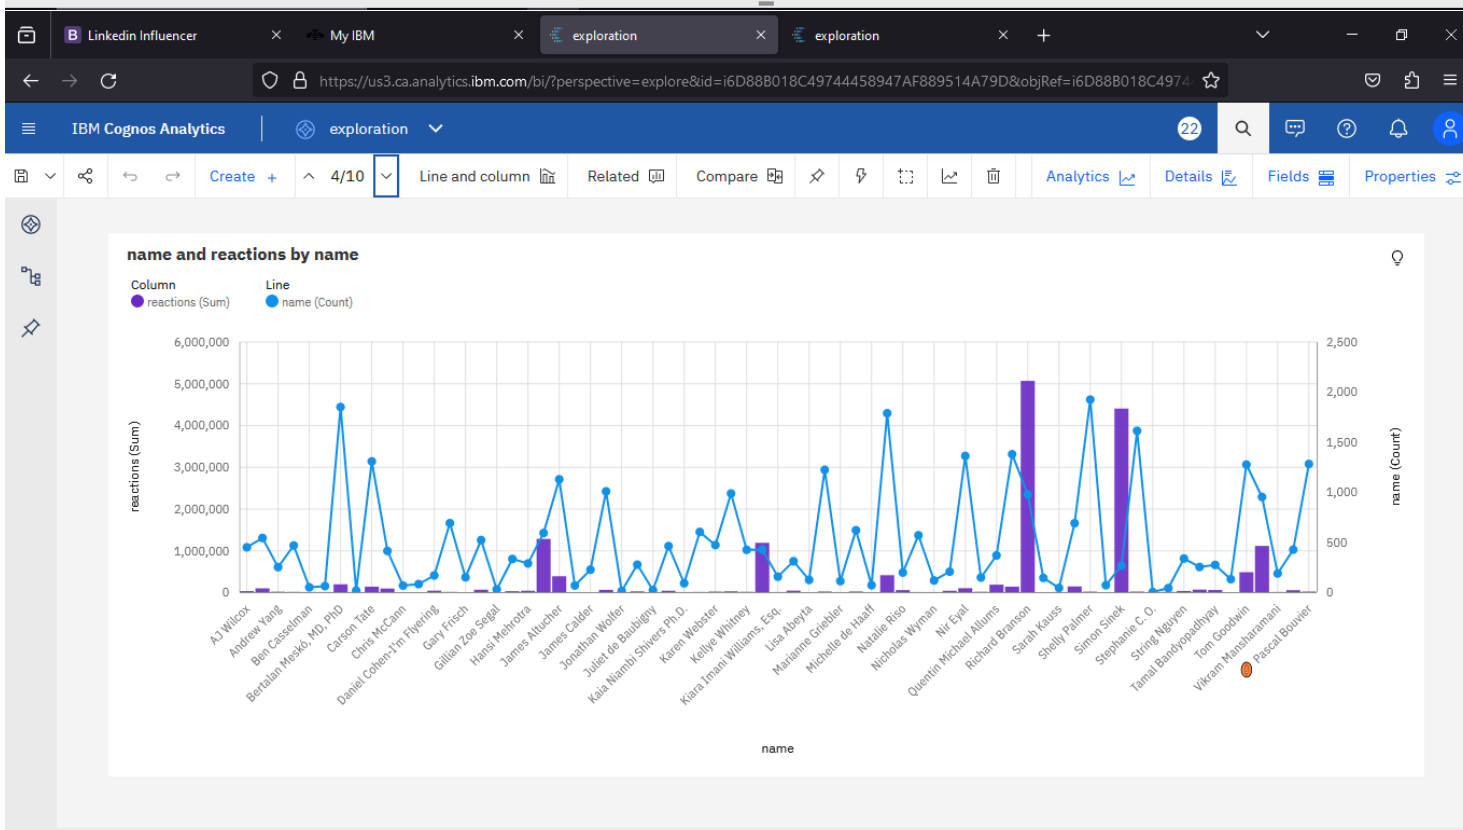 B Linkedin Influencer
My IBM
exploration
exploration
https://us3.ca.analytics.ibm.com/bi/?perspective=explore&id=i6D88B018C49744458947AF889514A79D&objRef=i6D88B018C4974
IBM Cognos Analytics
exploration
22
Create +
4/10
Line and column
Related
Compare
Analytics
Details
Fields
Properties
name and reactions by name
Column Line
reactions (Sum) name (Count)
6,000,000
5,000,000
4,000,000
3,000,000
2,000,000
1,000,000
0
reactions (Sum)
2,500
2,000
1,500
1,000
500
0
name (Count)
AJ Wilcox
Andrew Yang
Ben Casselman
Bertalan Meskó, MD, PhD
Carson Tate
Chris McCann
Daniel Cohen-I'm Flyering
Gary Frisch
Gillian Zoe Segal
Hansi Mehrotra
James Altucher
James Calder
Jonathan Wolfer
Juliet de Baubigny
Kaia Niambi Shivers Ph.D.
Karen Webster
Kellye Whitney
Kiara Imani Williams, Esq.
Lisa Abeyta
Marianne Griebler
Michelle de Haaff
Natalie Riso
Nicholas Wyman
Nir Eyal
Quentin Michael Allums
Richard Branson
Sarah Kauss
Shelly Palmer
Simon Sinek
Stephanie C. O.
String Nguyen
Tamal Bandyopadhyay
Tom Goodwin
Vikram Mansharamani
Pascal Bouvier
name